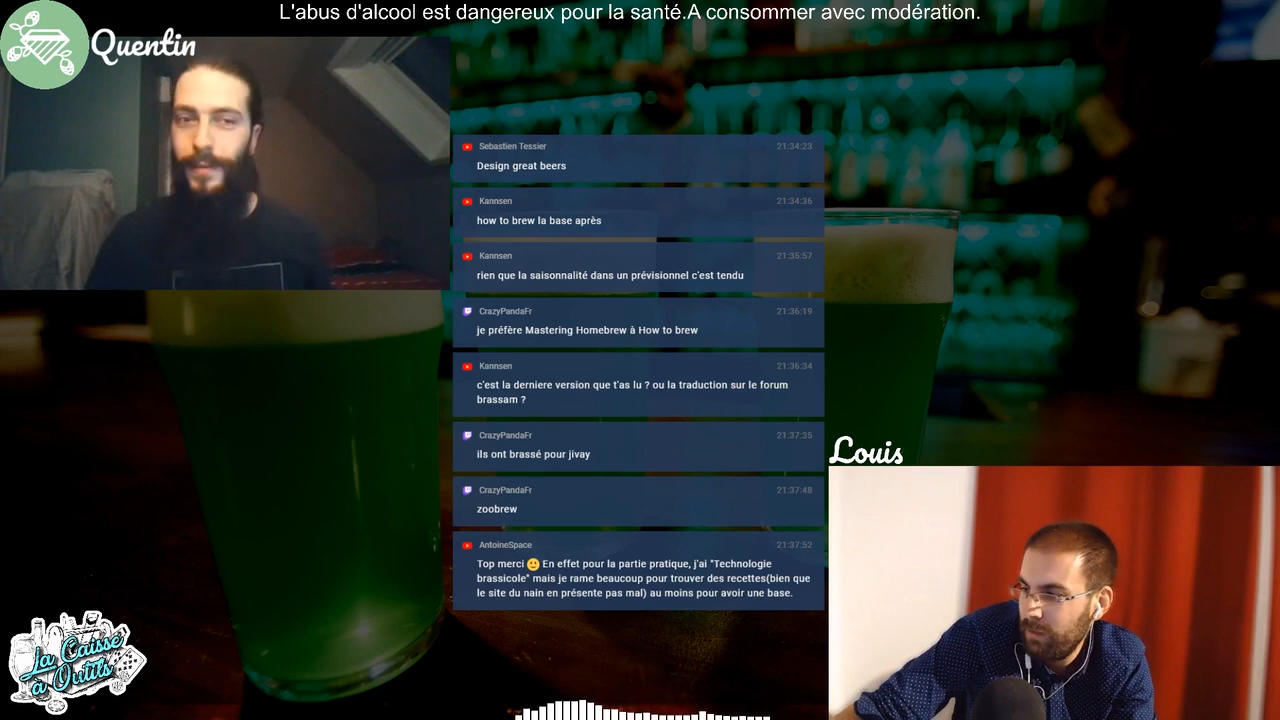 L'abus d'alcool est dangereux pour la santé.A consommer avec modération.
Quentin
Sebastien Tessier 21:34:23
Design great beers
Kannsen 21:34:36
how to brew la base après
Kannsen 21:35:57
rien que la saisonnalité dans un prévisionnel c'est tendu
CrazyPandaFr 21:36:19
je préfère Mastering Homebrew à How to brew
Kannsen 21:36:34
c'est la derniere version que t'as lu ? ou la traduction sur le forum
brassam ?
CrazyPandaFr 21:37:35
ils ont brassé pour jivay
CrazyPandaFr 21:37:48
zoobrew
AntoineSpace 21:37:52
Top merci 🙂 En effet pour la partie pratique, j'ai "Technologie
brassicole" mais je rame beaucoup pour trouver des recettes(bien que
le site du nain en présente pas mal) au moins pour avoir une base.
Louis
La Caisse
à Outils